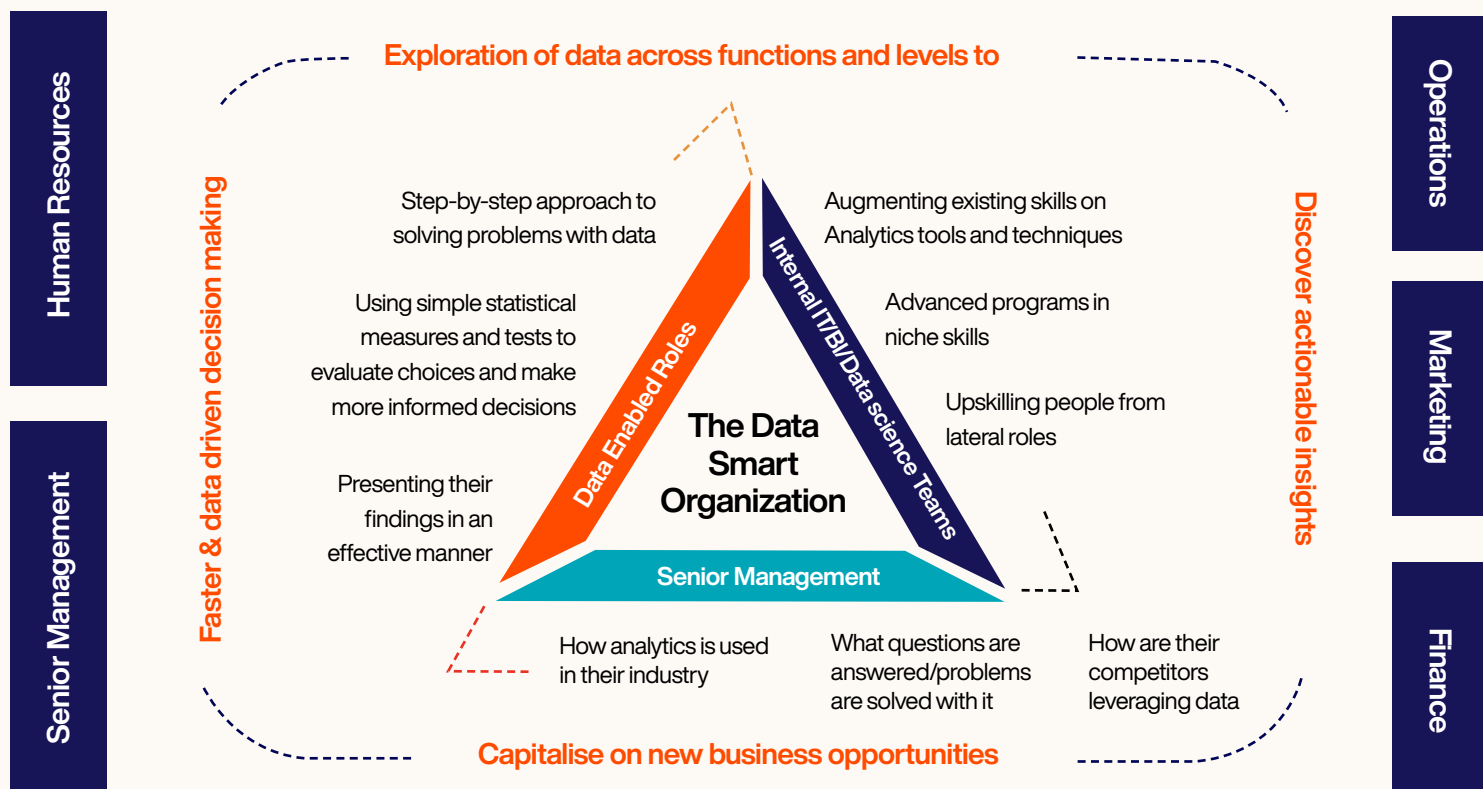 Exploration of data across functions and levels to
Human Resources
Senior Management
Faster & data driven decision making
Step-by-step approach to
solving problems with data
Using simple statistical
measures and tests to
evaluate choices and make
more informed decisions
Presenting their
findings in an
effective manner
Data Enabled Roles
The Data
Smart
Organization
Internal IT/BI/Data science Teams
Senior Management
Augmenting existing skills on
Analytics tools and techniques
Advanced programs in
niche skills
Upskilling people from
lateral roles
How analytics is used
in their industry
What questions are
answered/problems
are solved with it
How are their
competitors
leveraging data
Discover actionable insights
Capitalise on new business opportunities
Operations
Marketing
Finance